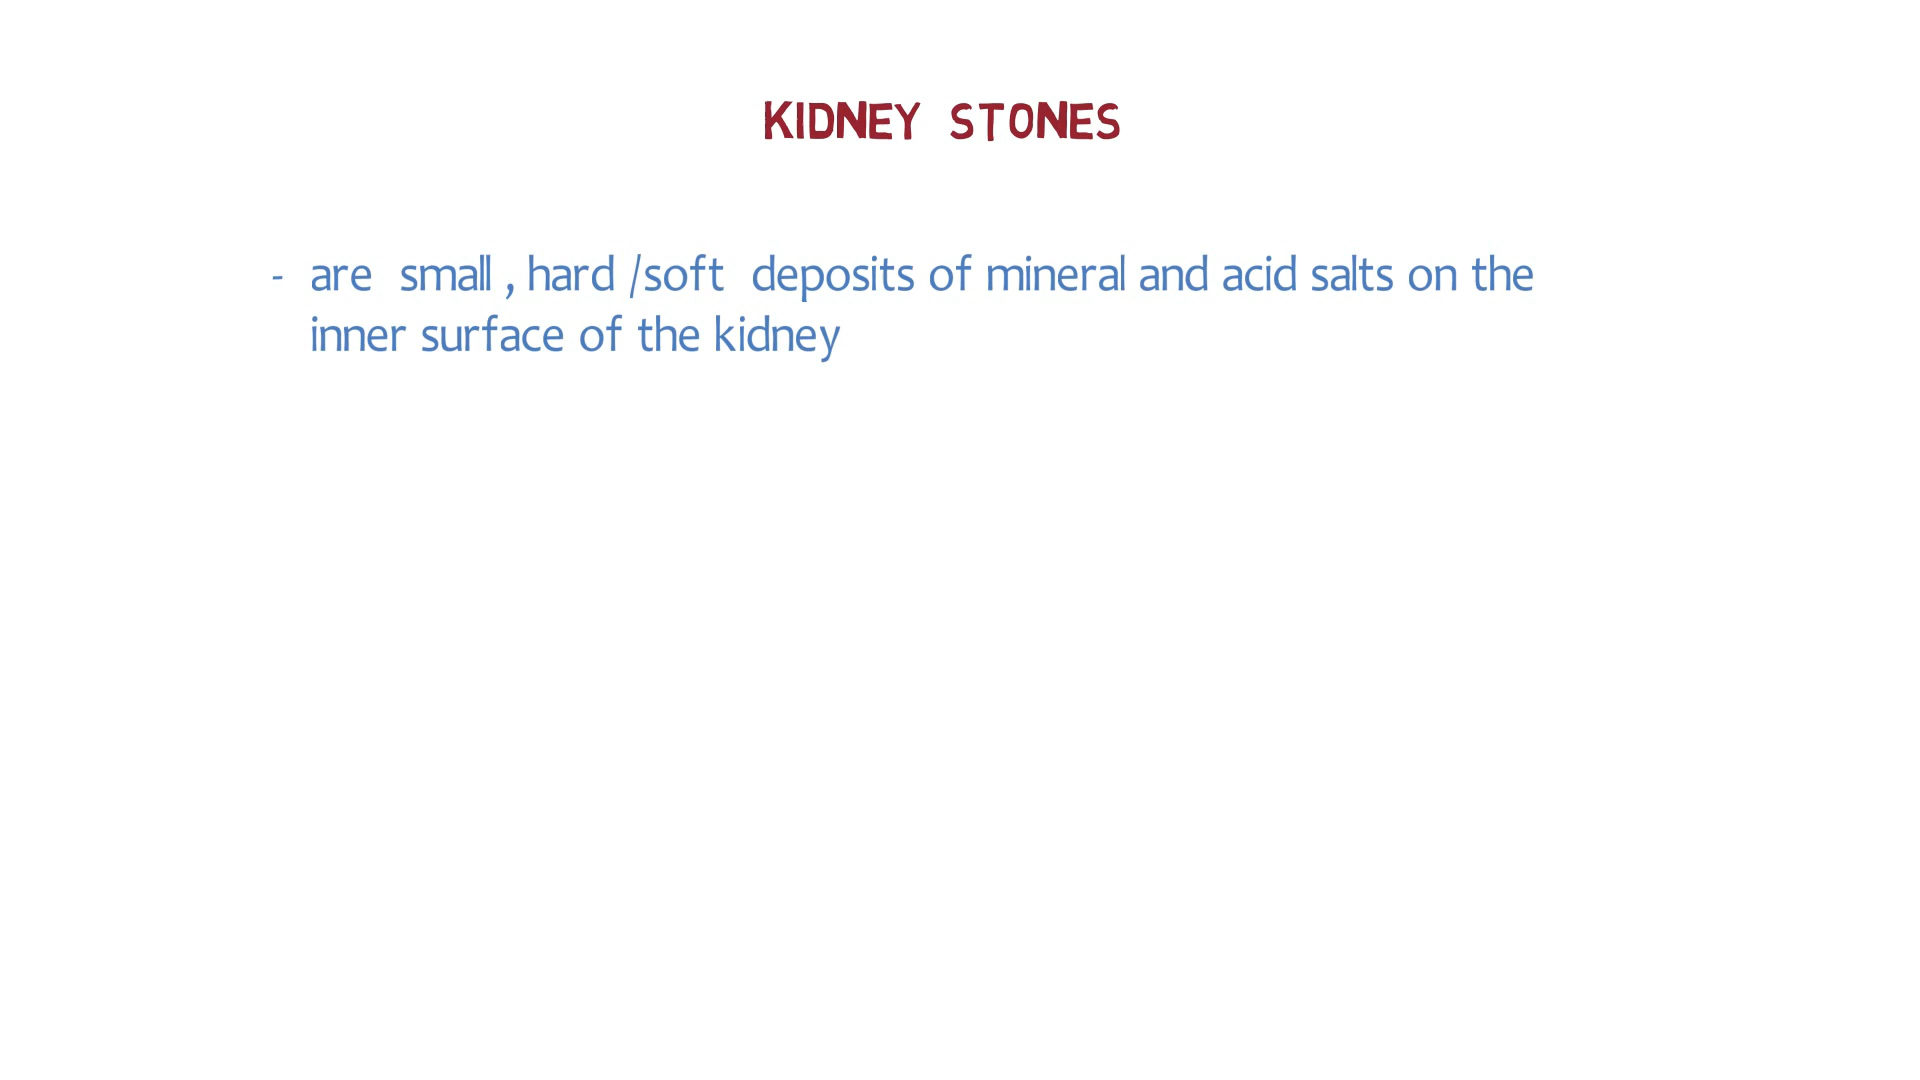 KIDNEY STONES
- are small , hard /soft deposits of mineral and acid salts on the
inner surface of the kidney